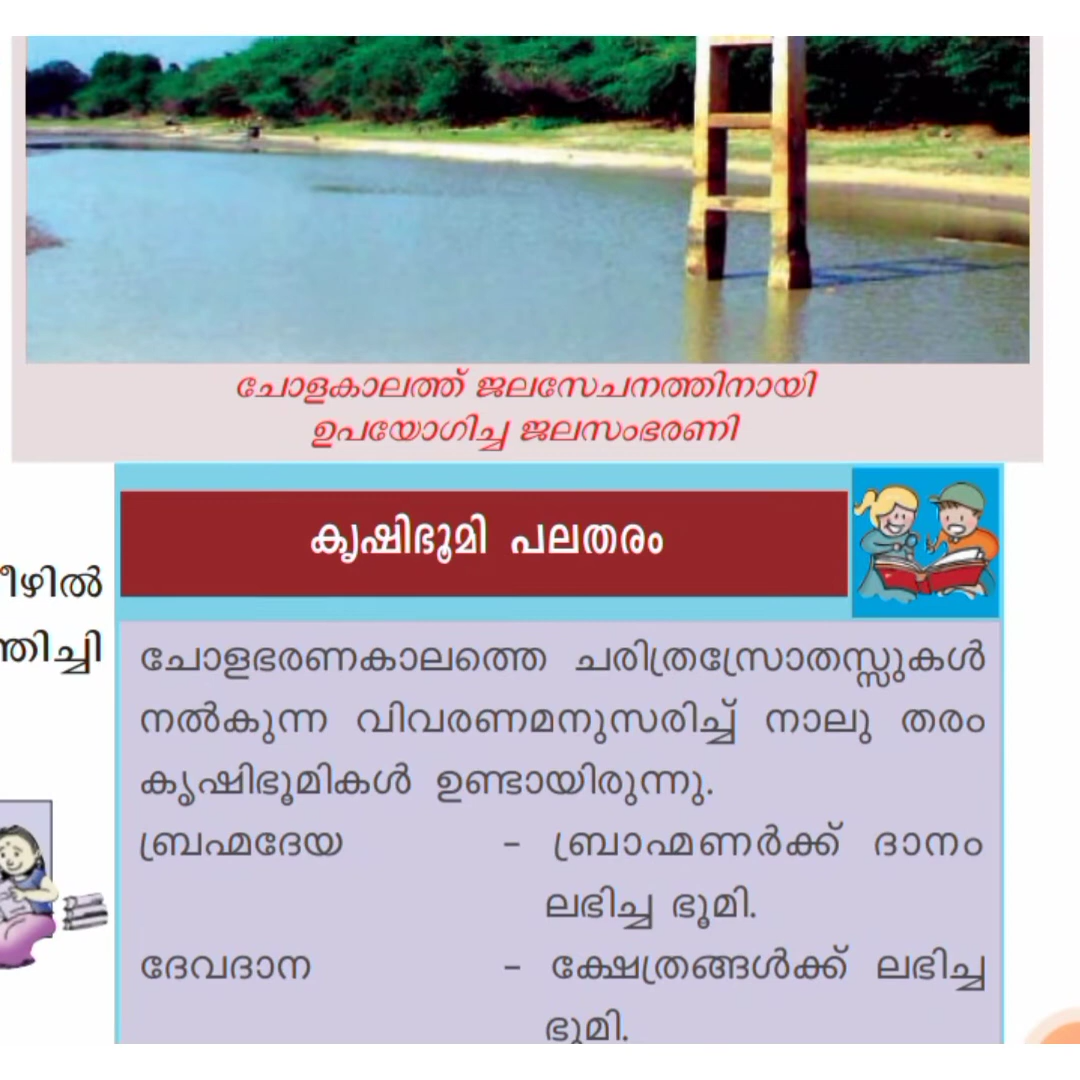 ചോളകാലത്ത് ജലസേചനത്തിനായി
ഉപയോഗിച്ച ജലസംഭരണി
കൃഷിഭൂമി പലതരം
ചോളഭരണകാലത്തെ ചരിത്രസ്രോതസ്സുകൾ
നൽകുന്ന വിവരണമനുസരിച്ച് നാലു തരം
കൃഷിഭൂമികൾ ഉണ്ടായിരുന്നു.
ബ്രഹ്മദേയ – ബ്രാഹ്മണർക്ക് ദാനം
ലഭിച്ച ഭൂമി.
ദേവദാന – ക്ഷേത്രങ്ങൾക്ക് ലഭിച്ച
ഭൂമി.